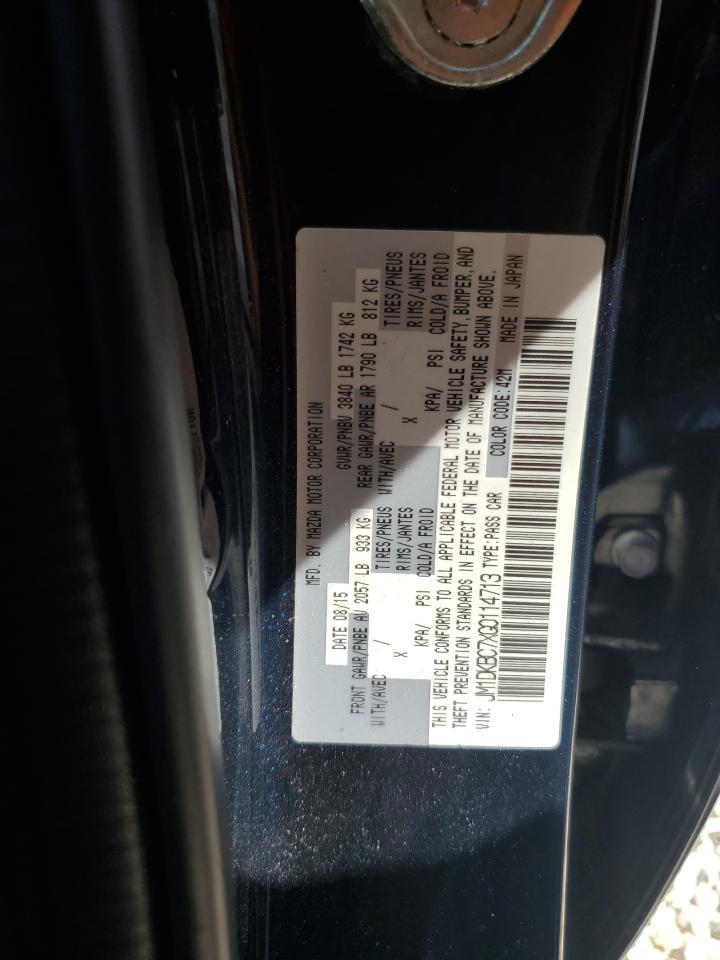 MFD. BY MAZDA MOTOR CORPORATION
DATE 08/15 GVWR/PNBV 3840 LB 1742 KG
FRONT GAWR/PNBE AV 2057 LB 933 KG REAR GAWR/PNBE AR 1790 LB 812 KG
WITH/AVEC / TIRES/PNEUS WITH/AVEC / TIRES/PNEUS
X RIMS/JANTES X RIMS/JANTES
KPA/ PSI COLD/A FROID KPA/ PSI COLD/A FROID
THIS VEHICLE CONFORMS TO ALL APPLICABLE FEDERAL MOTOR VEHICLE SAFETY, BUMPER, AND
THEFT PREVENTION STANDARDS IN EFFECT ON THE DATE OF MANUFACTURE SHOWN ABOVE.
VIN: JM1DKBC7XG0114713 TYPE:PASS CAR COLOR CODE:42M MADE IN JAPAN